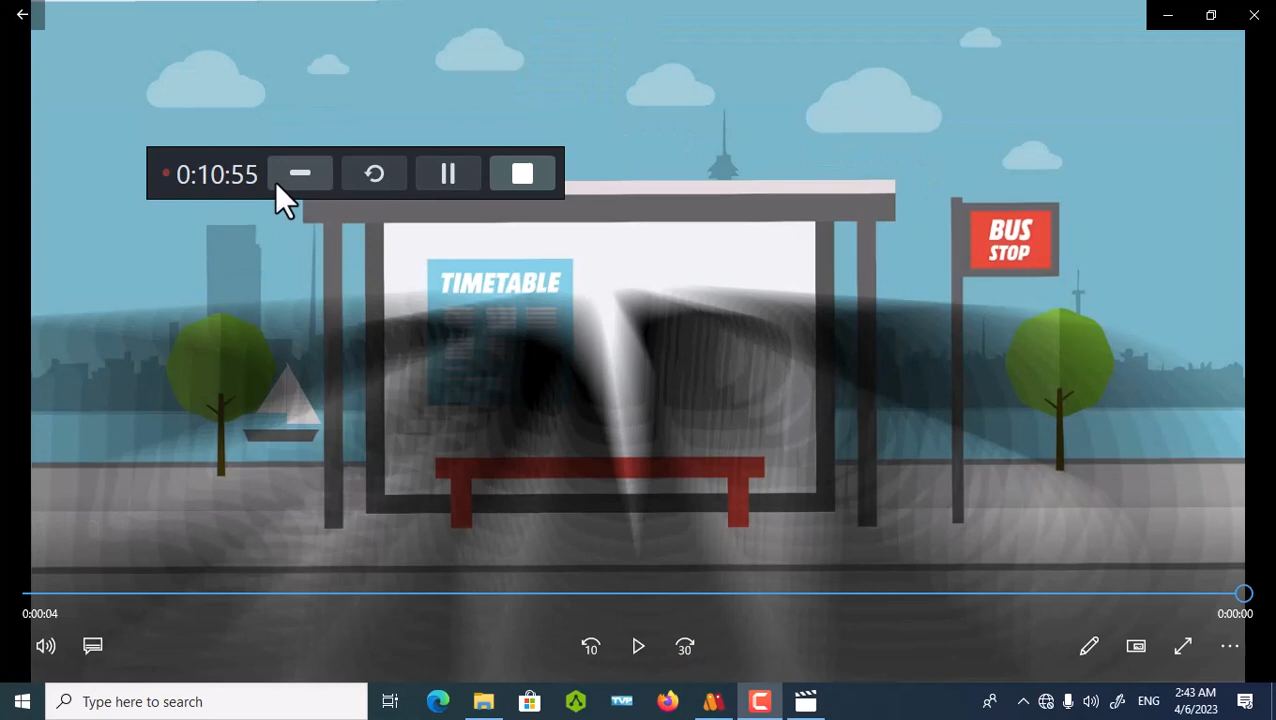 0:10:55
BUS
STOP
TIMETABLE
0:00:04
0:00:00
10
30
Type here to search
TVP
ENG
2:43 AM
4/6/2023